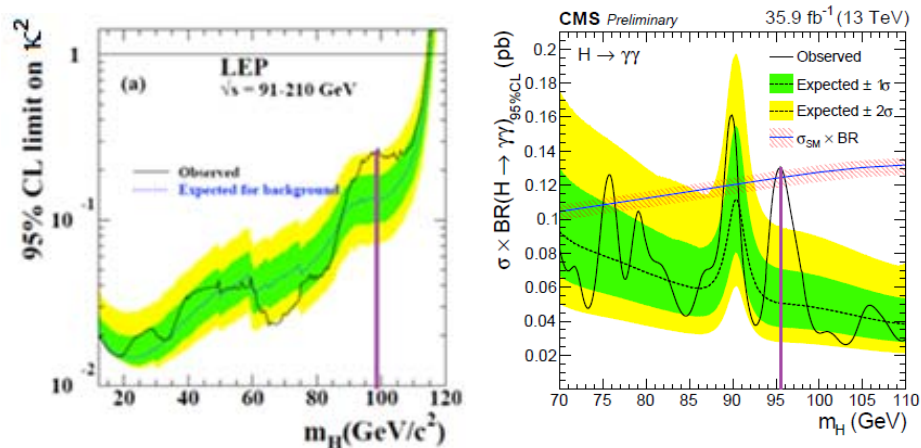 1
10⁻¹
10⁻²
95% CL limit on κ²
(a)
LEP
√s = 91-210 GeV
Observed
Expected for background
20 40 60 80 100 120
m_H(GeV/c²)
CMS Preliminary
35.9 fb⁻¹ (13 TeV)
H → γγ
Observed
Expected ± 1σ
Expected ± 2σ
σ_SM × BR
σ × BR(H → γγ)_95%CL (pb)
0.2
0.18
0.16
0.14
0.12
0.1
0.08
0.06
0.04
0.02
70 75 80 85 90 95 100 105 110
m_H (GeV)